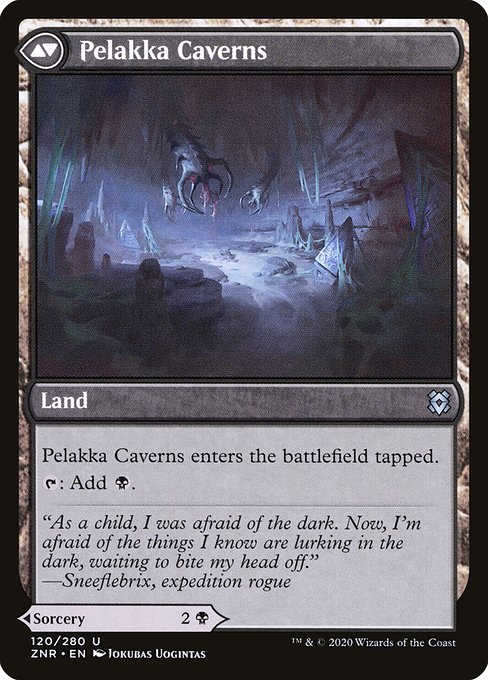 Pelakka Caverns
Land
Pelakka Caverns enters the battlefield tapped.
: Add .
“As a child, I was afraid of the dark. Now, I’m
afraid of the things I know are lurking in the
dark, waiting to bite my head off.”
—Sneeflebrix, expedition rogue
Sorcery 2
120/280 U
ZNR • EN Jokubas Uogintas
™ & © 2020 Wizards of the Coast